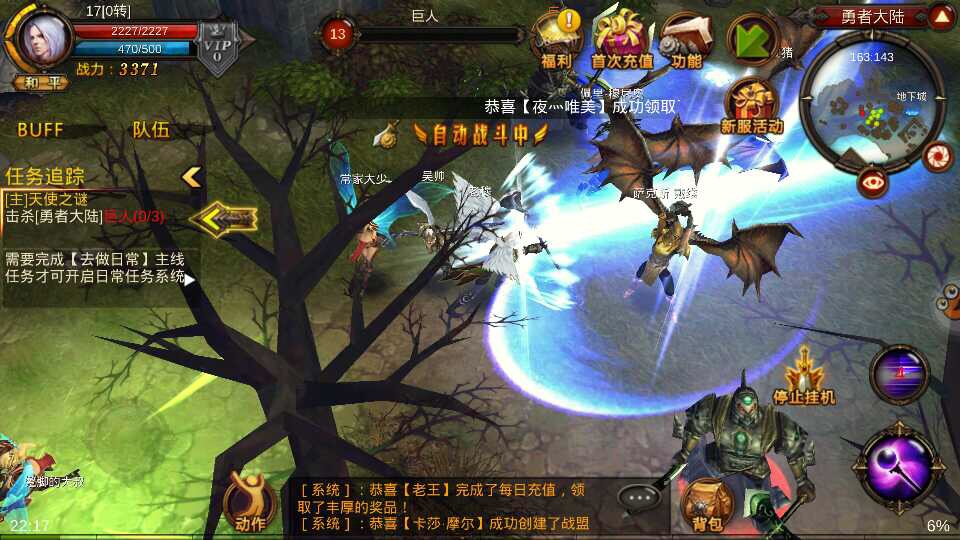 17[0转]
2227/2227
470/500
VIP
0
战力：3371
和平
13
巨人
福利
首次充值
功能
猪
勇者大陆
163:143
地下城
新服活动
恭喜【夜灬唯美】成功领取
自动战斗中
BUFF
队伍
任务追踪
[主]天使之谜
击杀[勇者大陆]巨人(0/3)
需要完成【去做日常】主线
任务才可开启日常任务系统
常家大少
吴帅
停止挂机
动作
[系统]：恭喜【老王】完成了每日充值，领
取了丰厚的奖品！
[系统]：恭喜【卡莎·摩尔】成功创建了战盟
背包
22:17
6%